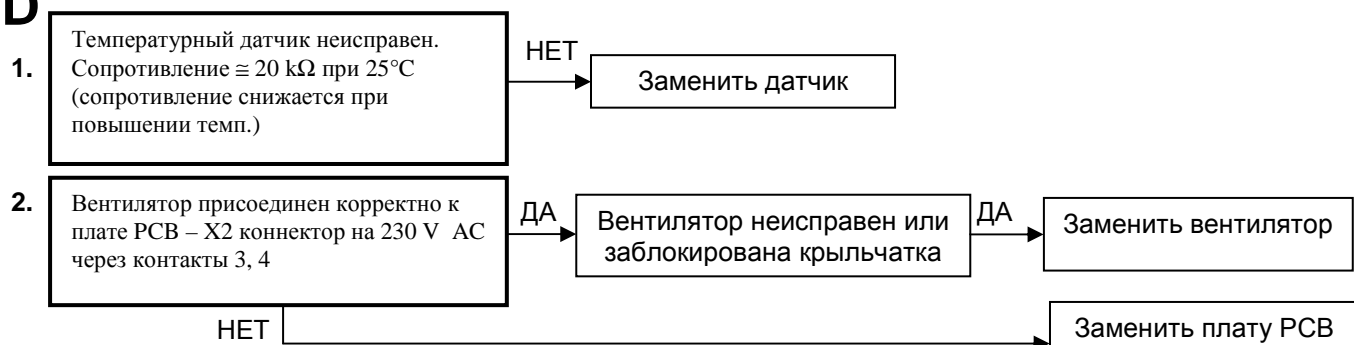 D
1.
Температурный датчик неисправен.
Сопротивление ≅ 20 kΩ при 25°C
(сопротивление снижается при
повышении темп.)
НЕТ
Заменить датчик
2.
Вентилятор присоединен корректно к
плате PCB – X2 коннектор на 230 V AC
через контакты 3, 4
ДА
Вентилятор неисправен или
заблокирована крыльчатка
ДА
Заменить вентилятор
НЕТ
Заменить плату PCB